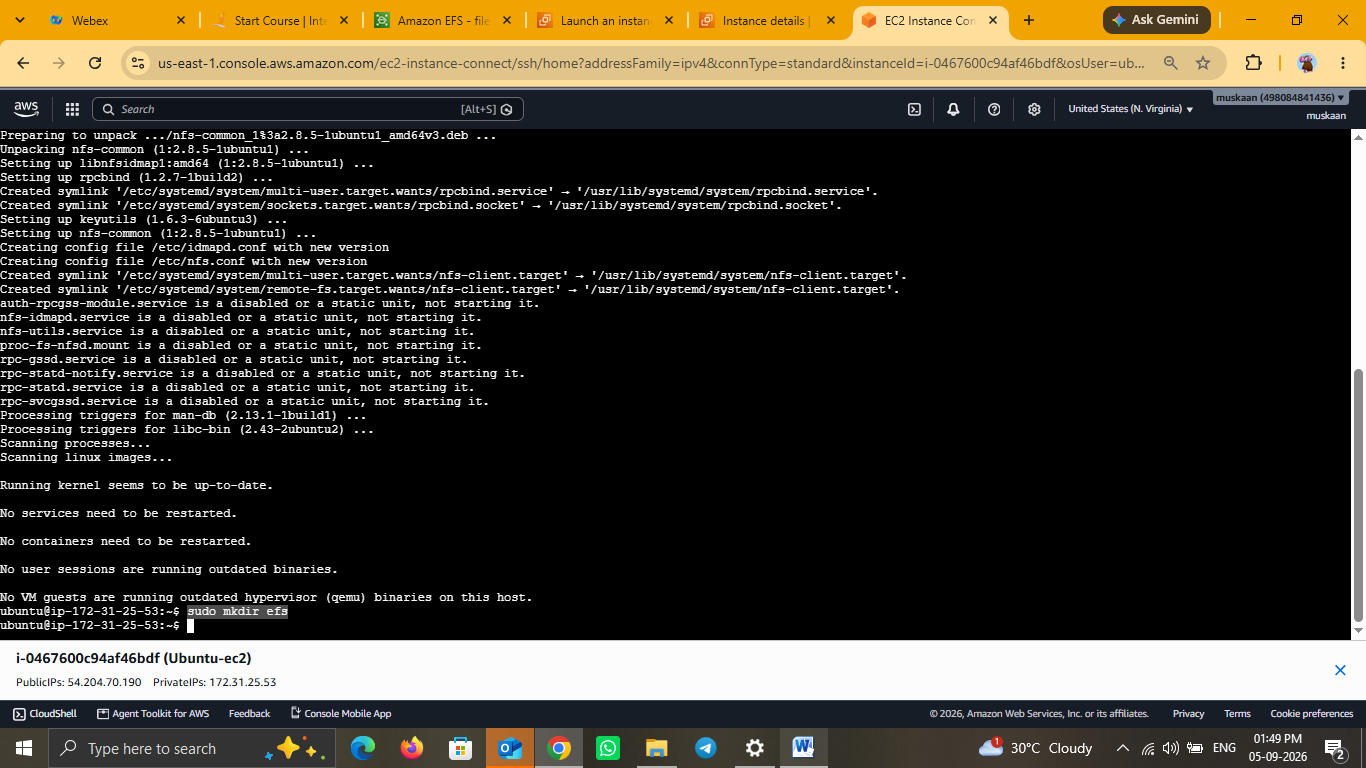 Webex
Start Course | Inte
Amazon EFS - file
Launch an instan
Instance details |
EC2 Instance Con
Ask Gemini
us-east-1.console.aws.amazon.com/ec2-instance-connect/ssh/home?addressFamily=ipv4&connType=standard&instanceId=i-0467600c94af46bdf&osUser=ub...
aws
Search
[Alt+S]
United States (N. Virginia)
muskaan (498084841436)
muskaan
Preparing to unpack .../nfs-common_1%3a2.8.5-1ubuntu1_amd64v3.deb ...
Unpacking nfs-common (1:2.8.5-1ubuntu1) ...
Setting up libnfsidmap1:amd64 (1:2.8.5-1ubuntu1) ...
Setting up rpcbind (1.2.7-1build2) ...
Created symlink '/etc/systemd/system/multi-user.target.wants/rpcbind.service' → '/usr/lib/systemd/system/rpcbind.service'.
Created symlink '/etc/systemd/system/sockets.target.wants/rpcbind.socket' → '/usr/lib/systemd/system/rpcbind.socket'.
Setting up keyutils (1.6.3-6ubuntu3) ...
Setting up nfs-common (1:2.8.5-1ubuntu1) ...
Creating config file /etc/idmapd.conf with new version
Creating config file /etc/nfs.conf with new version
Created symlink '/etc/systemd/system/multi-user.target.wants/nfs-client.target' → '/usr/lib/systemd/system/nfs-client.target'.
Created symlink '/etc/systemd/system/remote-fs.target.wants/nfs-client.target' → '/usr/lib/systemd/system/nfs-client.target'.
auth-rpcgss-module.service is a disabled or a static unit, not starting it.
nfs-idmapd.service is a disabled or a static unit, not starting it.
nfs-utils.service is a disabled or a static unit, not starting it.
proc-fs-nfsd.mount is a disabled or a static unit, not starting it.
rpc-gssd.service is a disabled or a static unit, not starting it.
rpc-statd-notify.service is a disabled or a static unit, not starting it.
rpc-statd.service is a disabled or a static unit, not starting it.
rpc-svcgssd.service is a disabled or a static unit, not starting it.
Processing triggers for man-db (2.13.1-1build1) ...
Processing triggers for libc-bin (2.43-2ubuntu2) ...
Scanning processes...
Scanning linux images...
Running kernel seems to be up-to-date.
No services need to be restarted.
No containers need to be restarted.
No user sessions are running outdated binaries.
No VM guests are running outdated hypervisor (qemu) binaries on this host.
ubuntu@ip-172-31-25-53:~$ sudo mkdir efs
ubuntu@ip-172-31-25-53:~$
i-0467600c94af46bdf (Ubuntu-ec2)
PublicIPs: 54.204.70.190 PrivateIPs: 172.31.25.53
CloudShell
Agent Toolkit for AWS
Feedback
Console Mobile App
© 2026, Amazon Web Services, Inc. or its affiliates.
Privacy
Terms
Cookie preferences
Type here to search
1
30°C Cloudy
ENG
01:49 PM
05-09-2026
2